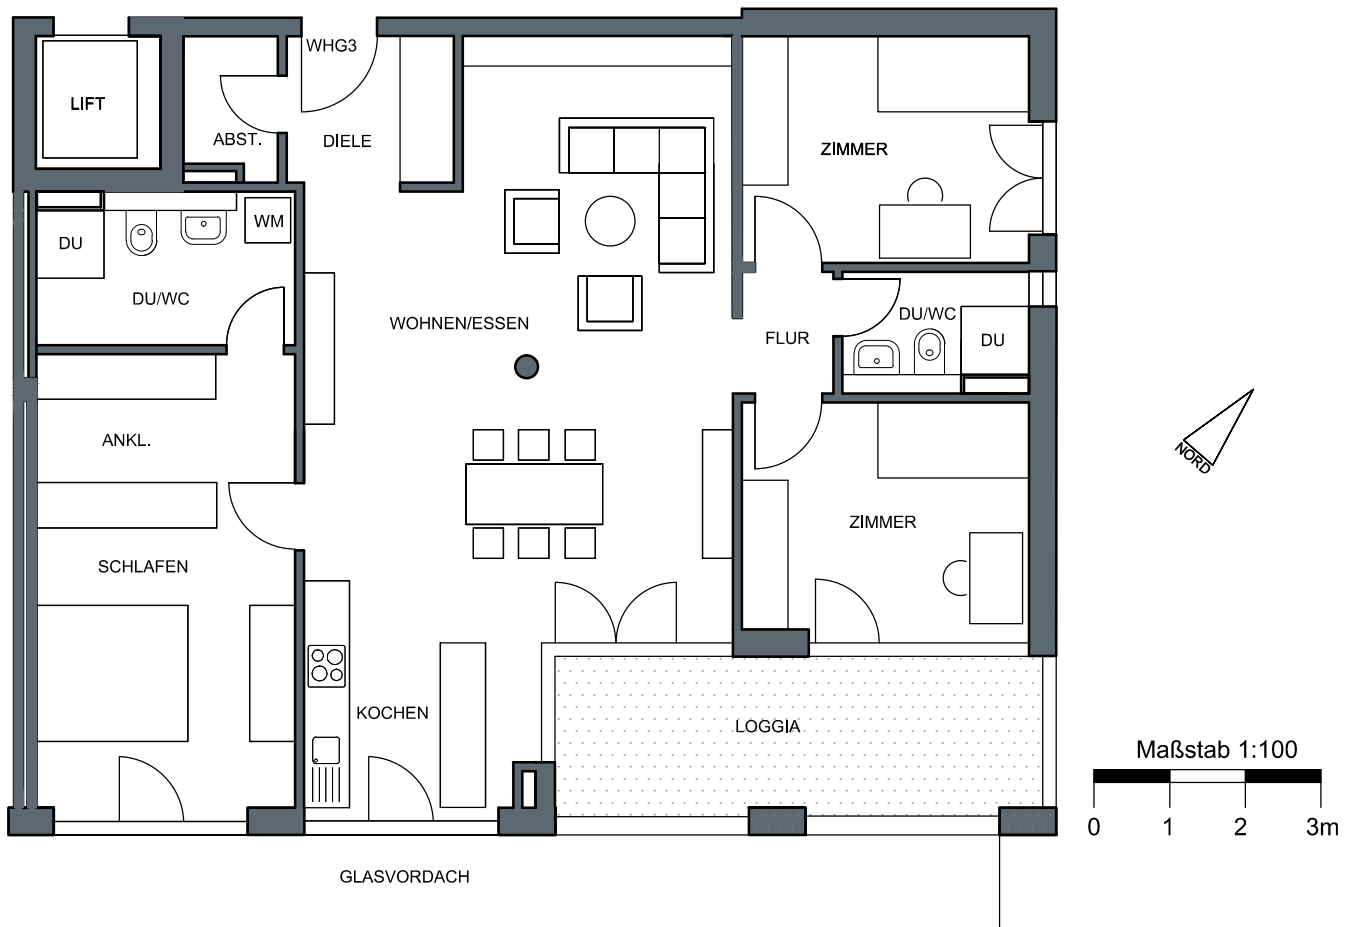 WHG3
LIFT
ABST.
DIELE
ZIMMER
WM
DU
DU/WC
WOHNEN/ESSEN
DU/WC
FLUR
DU
ANKL.
NORD
ZIMMER
SCHLAFEN
KOCHEN
LOGGIA
Maßstab 1:100
0 1 2 3m
GLASVORDACH